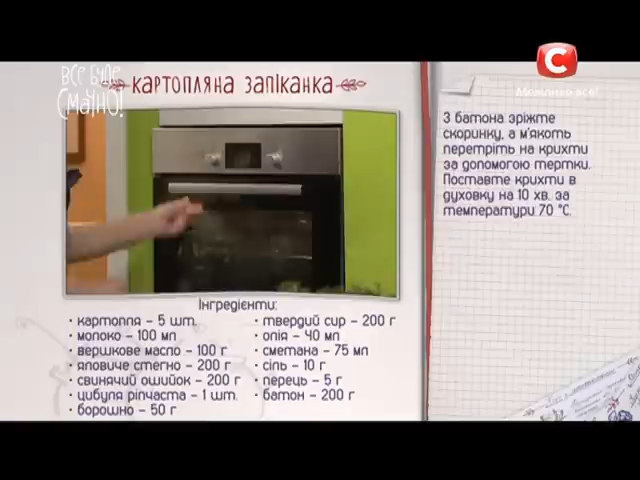 ВСЕ БУДЕ
СМАЧНО!
КАРТОПЛЯНА ЗАПІКАНКА
С
Можливо все!
З батона зріжте
скоринку, а м'якоть
перетріть на крихти
за допомогою тертки.
Поставте крихти в
духовку на 10 хв. за
температури 70 °С.
Інгредієнти:
· картопля – 5 шт.
· молоко – 100 мл
· вершкове масло – 100 г
· яловиче стегно – 200 г
· свинячий ошийок – 200 г
· цибуля ріпчаста – 1 шт.
· борошно – 50 г
· твердий сир – 200 г
· олія – 40 мл
· сметана – 75 мл
· сіль – 10 г
· перець – 5 г
· батон – 200 г